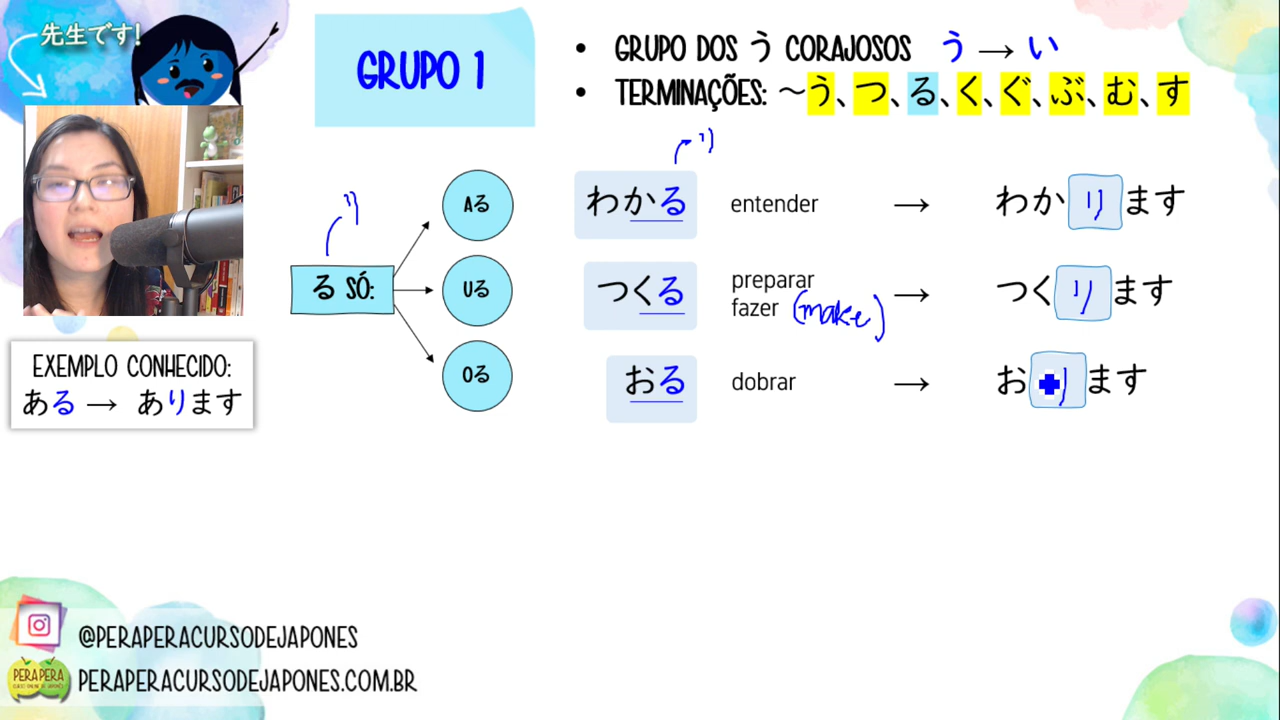 先生です!
GRUPO 1
• GRUPO DOS う CORAJOSOS う → い
• TERMINAÇÕES: ～う、つ、る、く、ぐ、ぶ、む、す
り
り
るSÓ:
Aる
Uる
Oる
わかる entender → わかります
つくる preparar fazer (make) → つくります
おる dobrar → おります
EXEMPLO CONHECIDO:
ある → あります
@PERAPERACURSODEJAPONES
PERAPERA
PERAPERACURSODEJAPONES.COM.BR